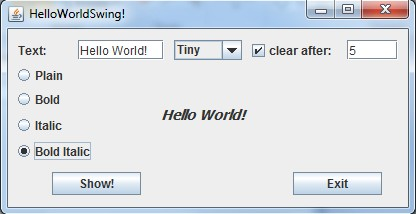 HelloWorldSwing!
Text: Hello World! Tiny clear after: 5
Plain
Bold
Hello World!
Italic
Bold Italic
Show! Exit